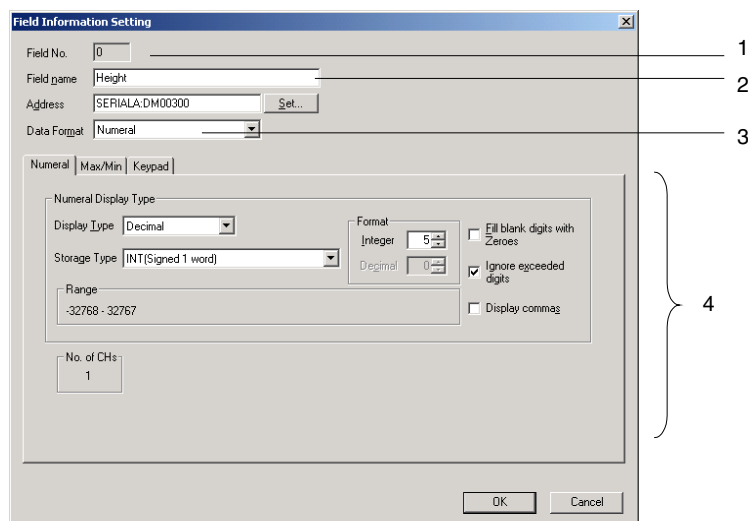 Field Information Setting
Field No. 0
1
Field name Height
2
Address SERIALA:DM00300 Set...
Data Format Numeral
3
Numeral Max/Min Keypad
Numeral Display Type
Display Type Decimal
Storage Type INT(Signed 1 word)
Format
Integer 5
Decimal 0
Fill blank digits with
Zeroes
Ignore exceeded
digits
Display commas
Range
-32768 - 32767
No. of CHs
1
4
OK Cancel